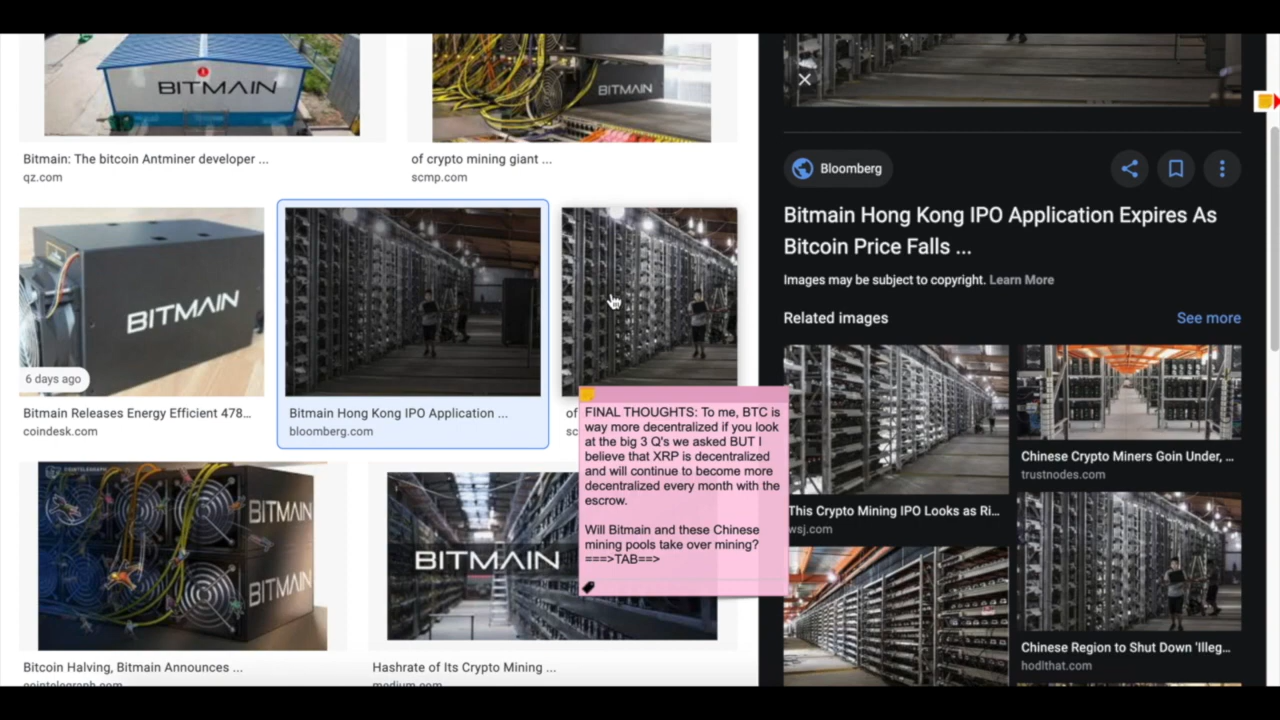 BITMAIN
BITMAIN
Bitmain: The bitcoin Antminer developer ...
qz.com
of crypto mining giant ...
scmp.com
BITMAIN
6 days ago
Bitmain Releases Energy Efficient 478...
coindesk.com
Bitmain Hong Kong IPO Application ...
bloomberg.com
of
sc
COINTELEGRAPH
BITMAIN
BITMAIN
Bitcoin Halving, Bitmain Announces ...
cointelegraph.com
BITMAIN
Hashrate of Its Crypto Mining ...
medium.com
FINAL THOUGHTS: To me, BTC is
way more decentralized if you look
at the big 3 Q's we asked BUT I
believe that XRP is decentralized
and will continue to become more
decentralized every month with the
escrow.
Will Bitmain and these Chinese
mining pools take over mining?
===>TAB==>
Bloomberg
Bitmain Hong Kong IPO Application Expires As
Bitcoin Price Falls ...
Images may be subject to copyright. Learn More
Related images
See more
This Crypto Mining IPO Looks as Ri...
wsj.com
Chinese Crypto Miners Goin Under, ...
trustnodes.com
Chinese Region to Shut Down 'Illeg...
hodlthat.com